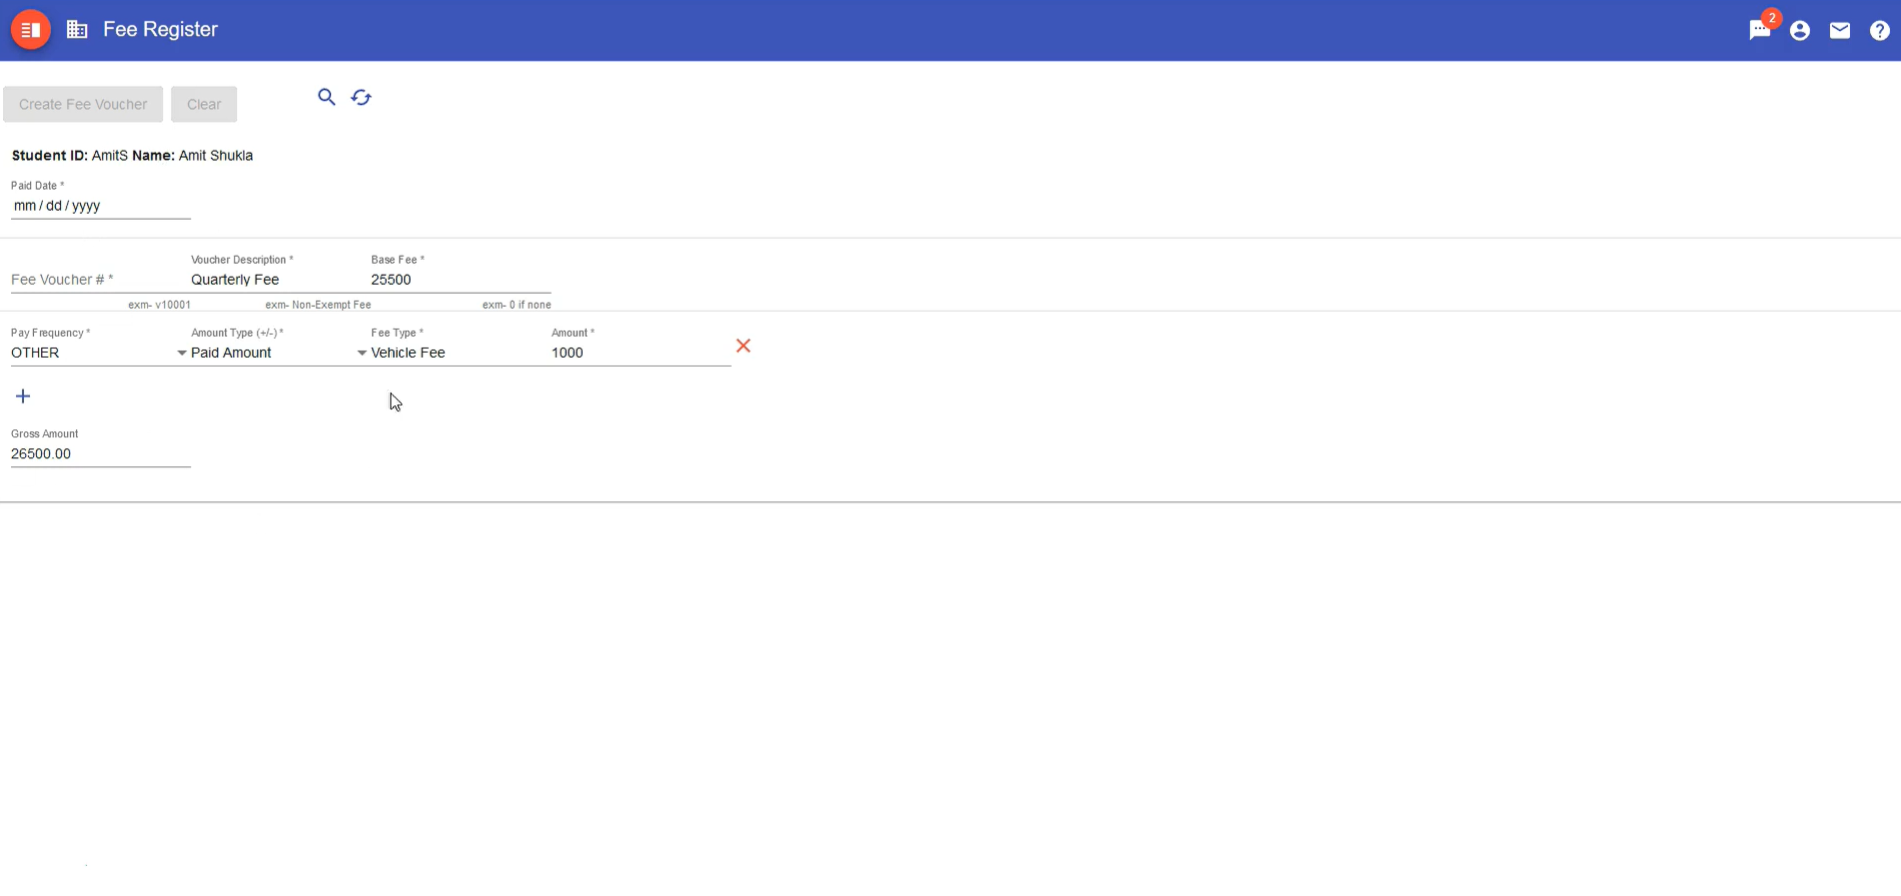 Fee Register
2
Create Fee Voucher Clear
Student ID: AmitS Name: Amit Shukla
Paid Date *
mm / dd / yyyy
Voucher Description * Base Fee *
Fee Voucher # * Quarterly Fee 25500
exm- v10001 exm- Non-Exempt Fee exm- 0 if none
Pay Frequency * Amount Type (+/-) * Fee Type * Amount *
OTHER Paid Amount Vehicle Fee 1000
Gross Amount
26500.00